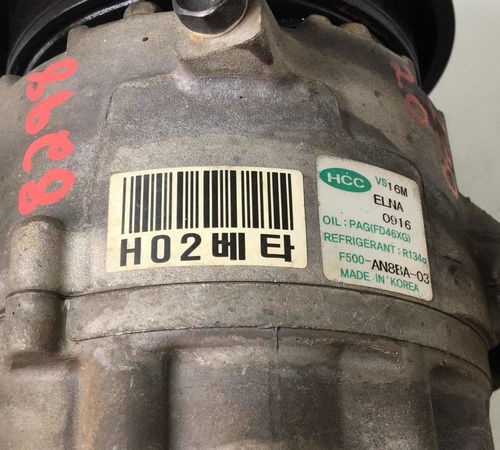 H02베타
HCC VS16M
ELNA
0916
OIL : PAG(FD46XG)
REFRIGERANT : R134a
F500-AN8BA-03
MADE IN KOREA